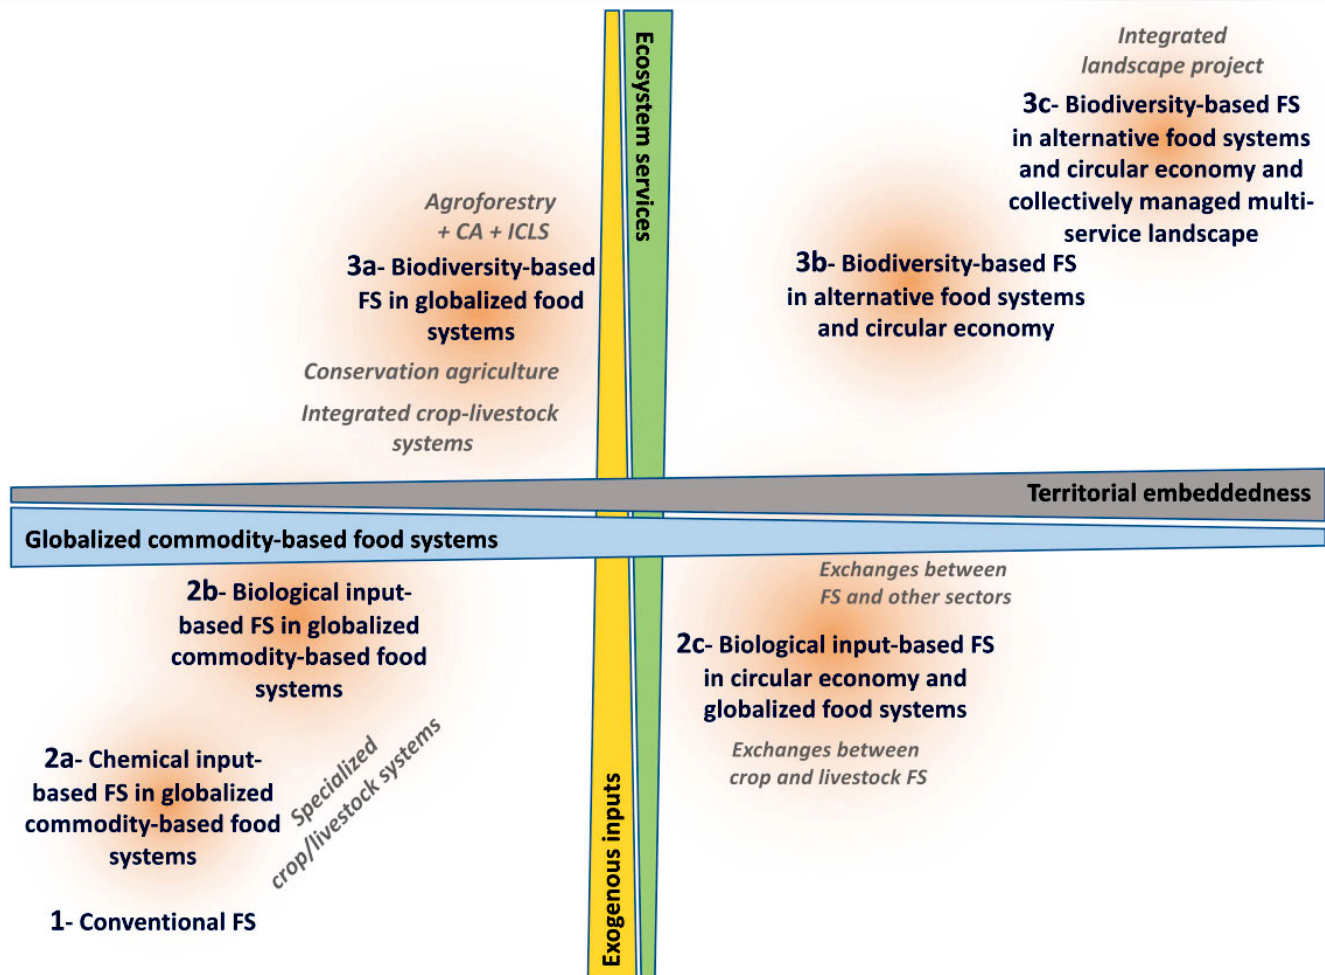 Integrated
landscape project
3c- Biodiversity-based FS
in alternative food systems
and circular economy and
collectively managed multi-
service landscape
Ecosystem services
Agroforestry
+ CA + ICLS
3a- Biodiversity-based
FS in globalized food
systems
Conservation agriculture
Integrated crop-livestock
systems
3b- Biodiversity-based FS
in alternative food systems
and circular economy
Territorial embeddedness
Globalized commodity-based food systems
2b- Biological input-
based FS in globalized
commodity-based food
systems
Exchanges between
FS and other sectors
2c- Biological input-based FS
in circular economy and
globalized food systems
Exchanges between
crop and livestock FS
2a- Chemical input-
based FS in globalized
commodity-based food
systems
Specialized
crop/livestock systems
Exogenous inputs
1- Conventional FS